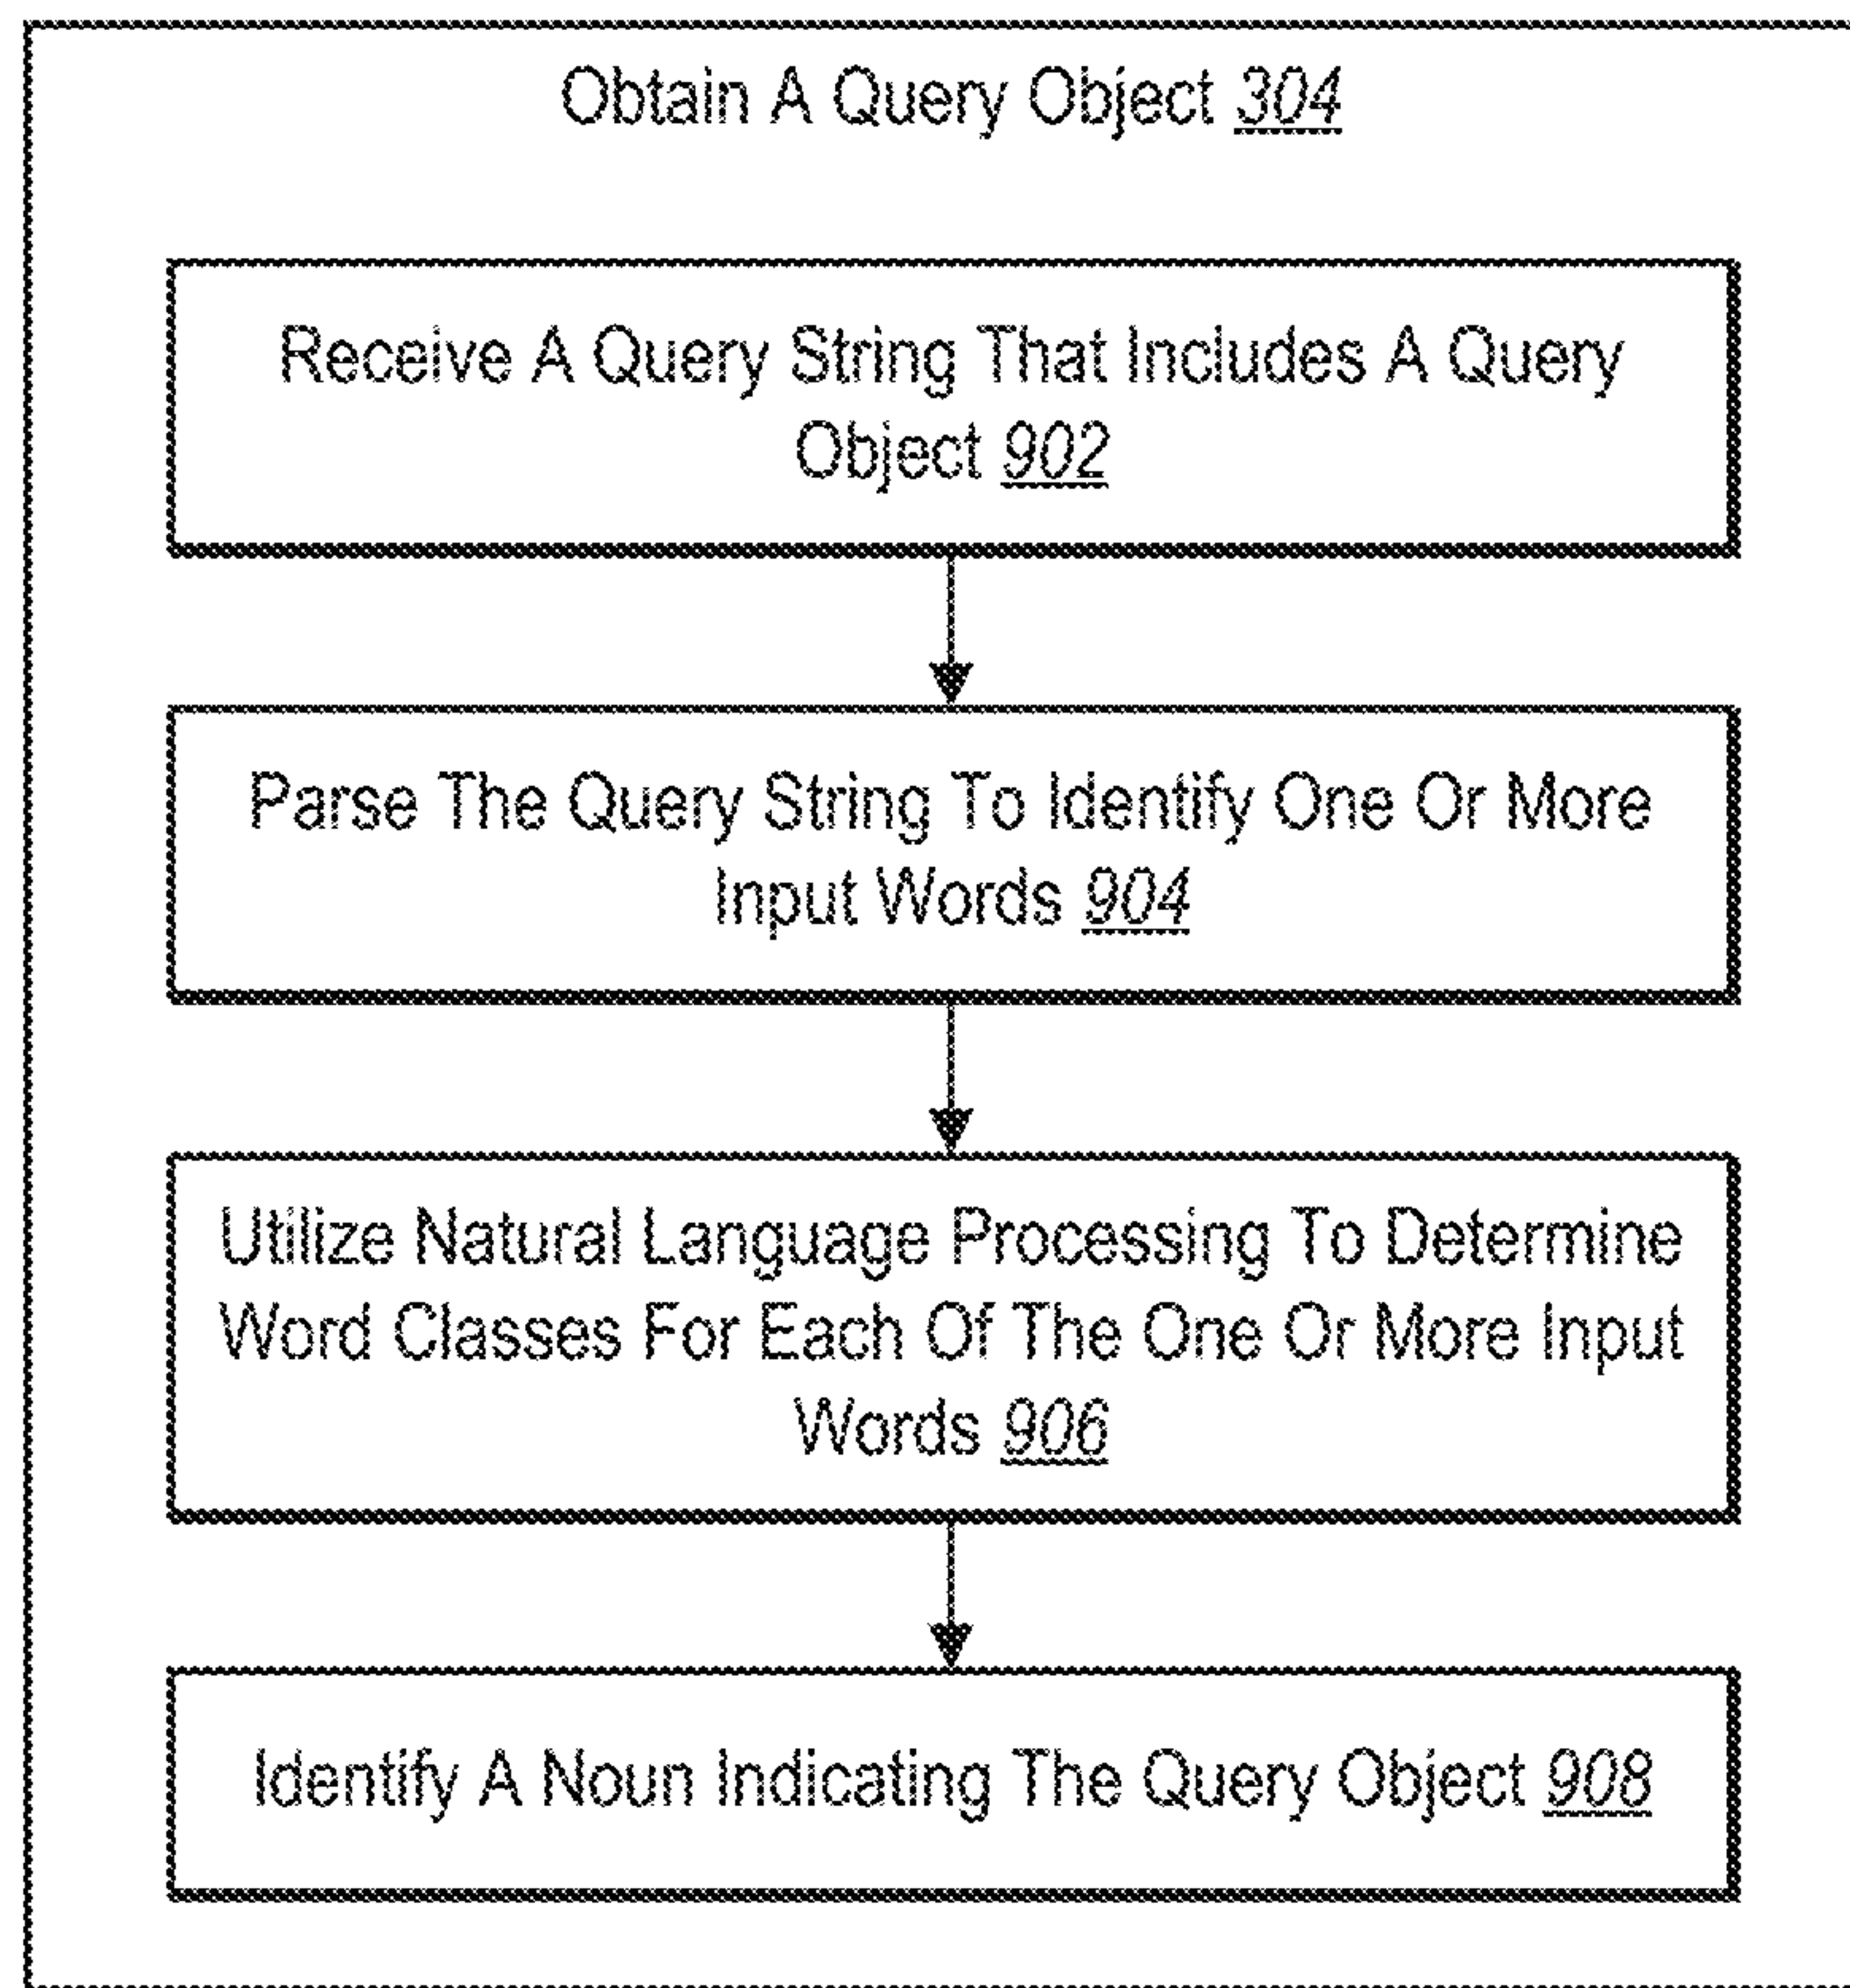 Obtain A Query Object 304
Receive A Query String That Includes A Query
Object 902
Parse The Query String To Identify One Or More
Input Words 904
Utilize Natural Language Processing To Determine
Word Classes For Each Of The One Or More Input
Words 906
Identify A Noun Indicating The Query Object 908